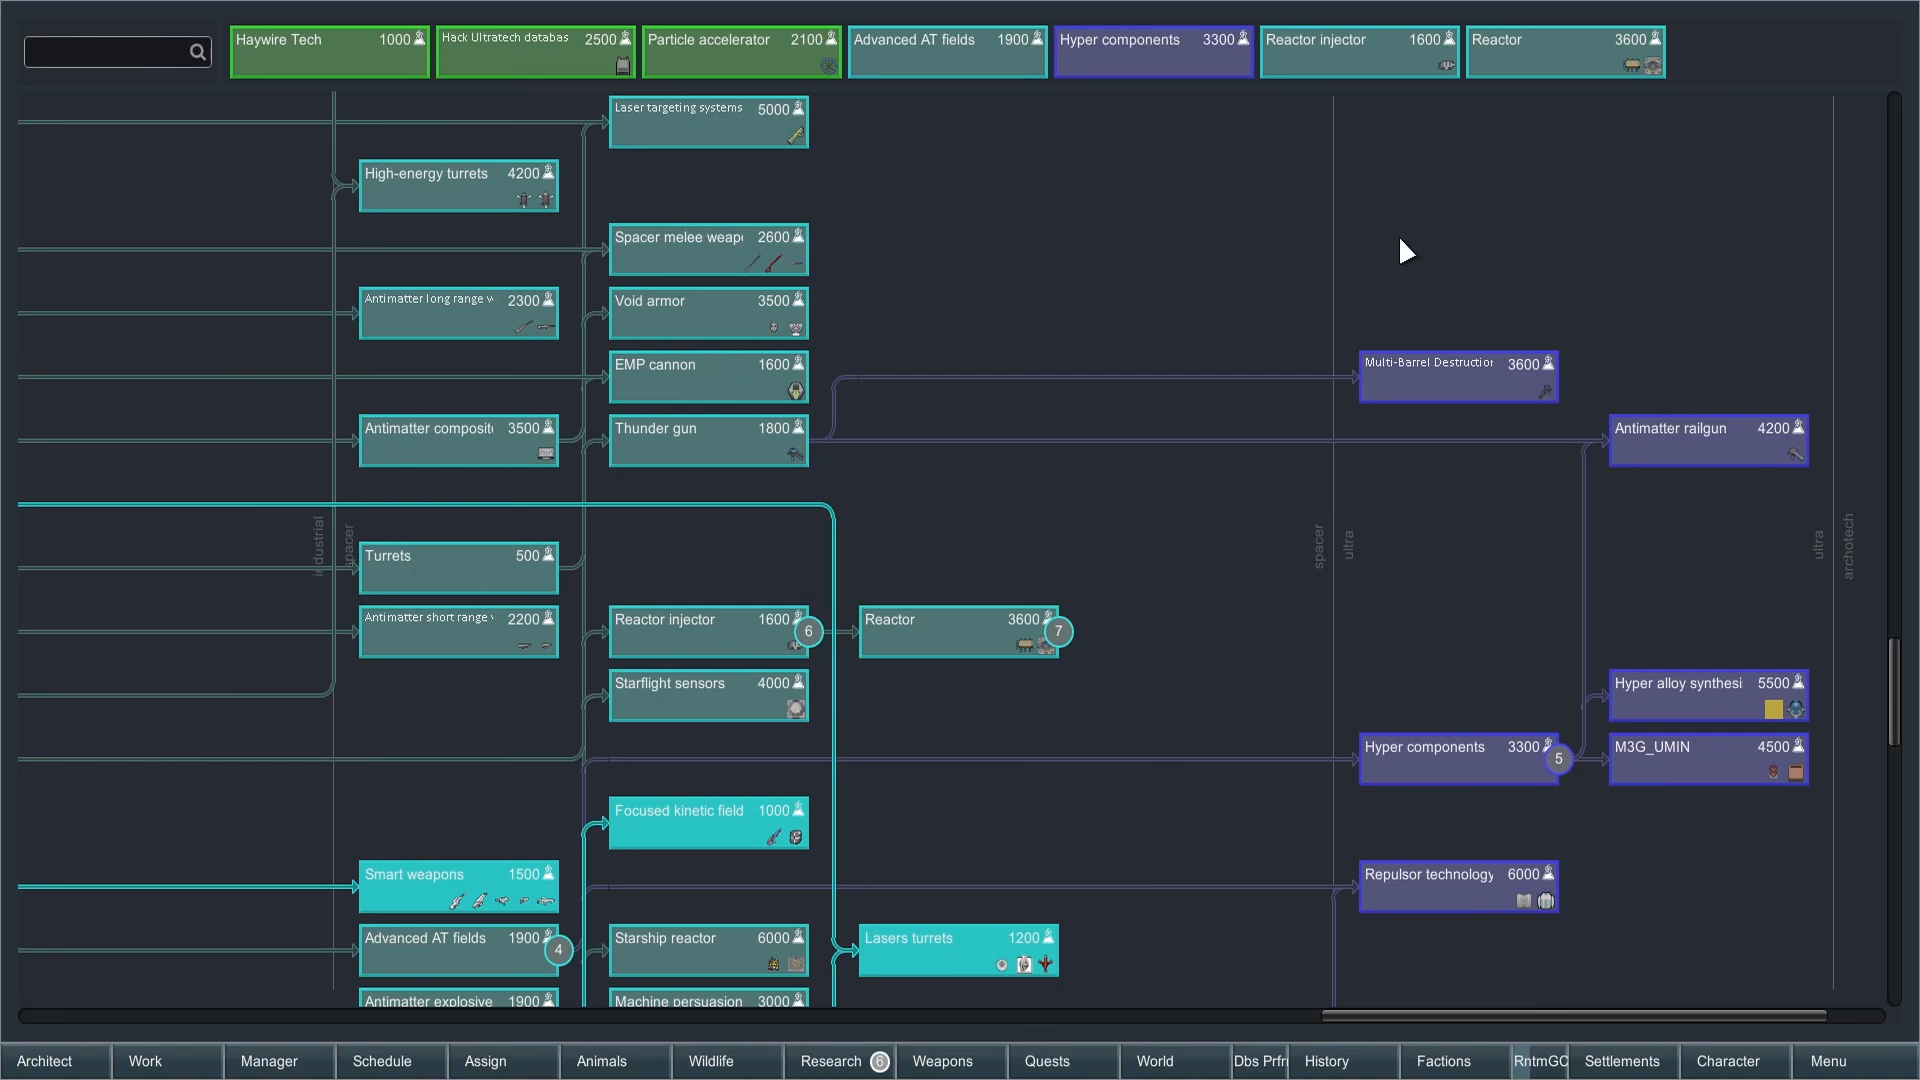 Haywire Tech 1000
Hack Ultratech databas 2500
Particle accelerator 2100
Advanced AT fields 1900
Hyper components 3300
Reactor injector 1600
Reactor 3600
Laser targeting systems 5000
High-energy turrets 4200
Spacer melee weap 2600
Antimatter long range w 2300
Void armor 3500
EMP cannon 1600
Multi-Barrel Destruction 3600
Antimatter composit 3500
Thunder gun 1800
Antimatter railgun 4200
industrial
spacer
spacer
ultra
ultra
archotech
Turrets 500
Antimatter short range 2200
Reactor injector 1600 6
Reactor 3600 7
Starflight sensors 4000
Hyper alloy synthesi 5500
Hyper components 3300 5
M3G_UMIN 4500
Focused kinetic field 1000
Smart weapons 1500
Repulsor technology 6000
Advanced AT fields 1900 4
Starship reactor 6000
Lasers turrets 1200
Antimatter explosive 1900
Machine persuasion 3000
Architect
Work
Manager
Schedule
Assign
Animals
Wildlife
Research 6
Weapons
Quests
World
Dbs Prfr
History
Factions
RntmGC
Settlements
Character
Menu